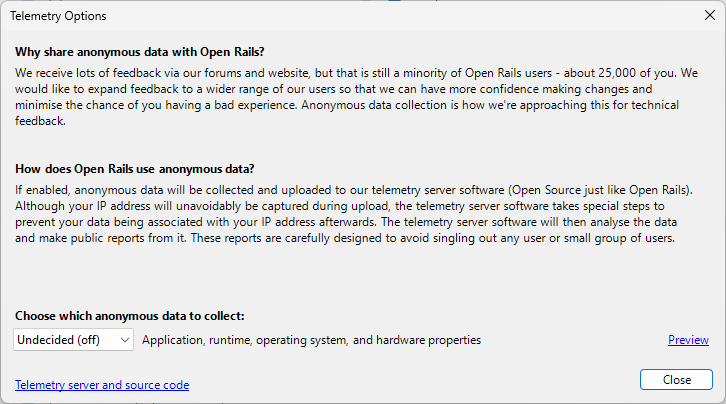 Telemetry Options
Why share anonymous data with Open Rails?
We receive lots of feedback via our forums and website, but that is still a minority of Open Rails users - about 25,000 of you. We
would like to expand feedback to a wider range of our users so that we can have more confidence making changes and
minimise the chance of you having a bad experience. Anonymous data collection is how we're approaching this for technical
feedback.
How does Open Rails use anonymous data?
If enabled, anonymous data will be collected and uploaded to our telemetry server software (Open Source just like Open Rails).
Although your IP address will unavoidably be captured during upload, the telemetry server software takes special steps to
prevent your data being associated with your IP address afterwards. The telemetry server software will then analyse the data
and make public reports from it. These reports are carefully designed to avoid singling out any user or small group of users.
Choose which anonymous data to collect:
Undecided (off) Application, runtime, operating system, and hardware properties Preview
Telemetry server and source code Close